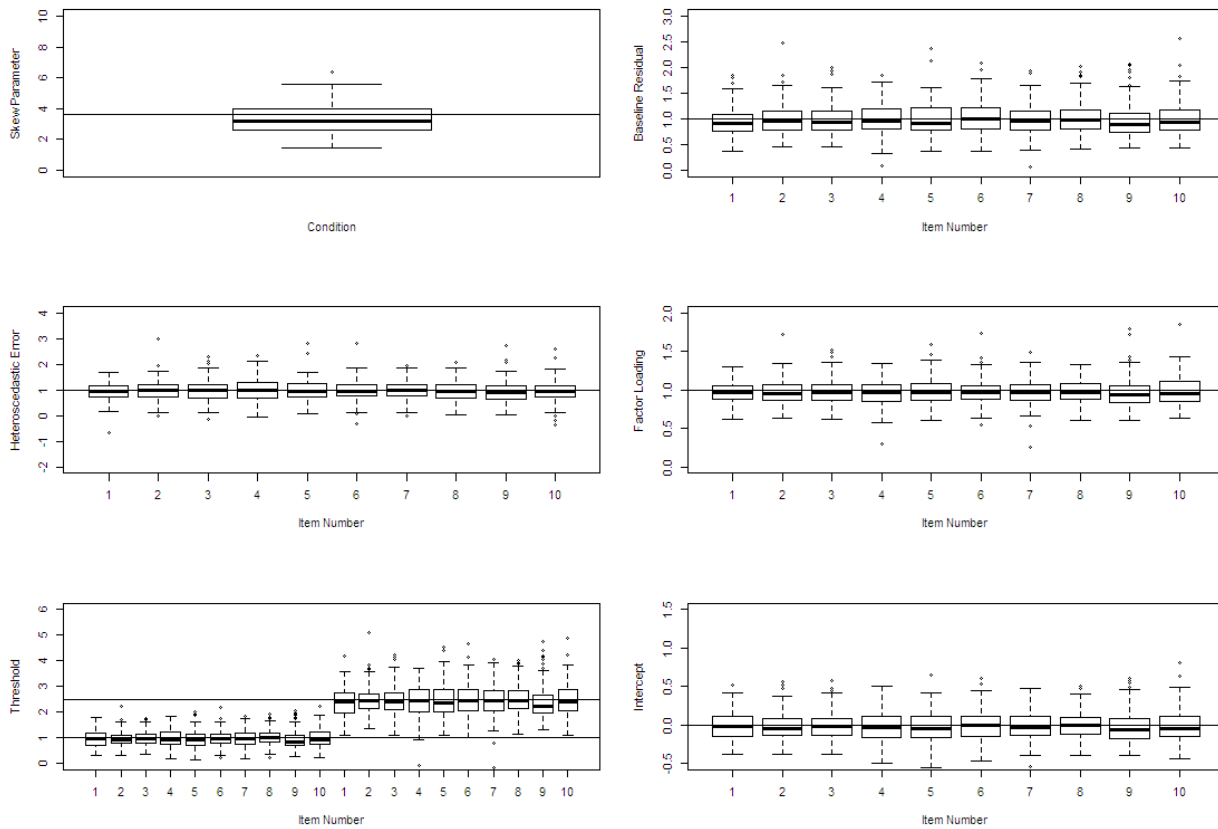 Skew Parameter
0 2 4 6 8 10
Condition
Baseline Residual
0.0 0.5 1.0 1.5 2.0 2.5 3.0
1 2 3 4 5 6 7 8 9 10
Item Number
Heteroscedastic Error
-2 -1 0 1 2 3 4
1 2 3 4 5 6 7 8 9 10
Item Number
Factor Loading
0.0 0.5 1.0 1.5 2.0
1 2 3 4 5 6 7 8 9 10
Item Number
Threshold
0 1 2 3 4 5 6
1 2 3 4 5 6 7 8 9 10 1 2 3 4 5 6 7 8 9 10
Item Number
Intercept
-0.5 0.0 0.5 1.0 1.5
1 2 3 4 5 6 7 8 9 10
Item Number